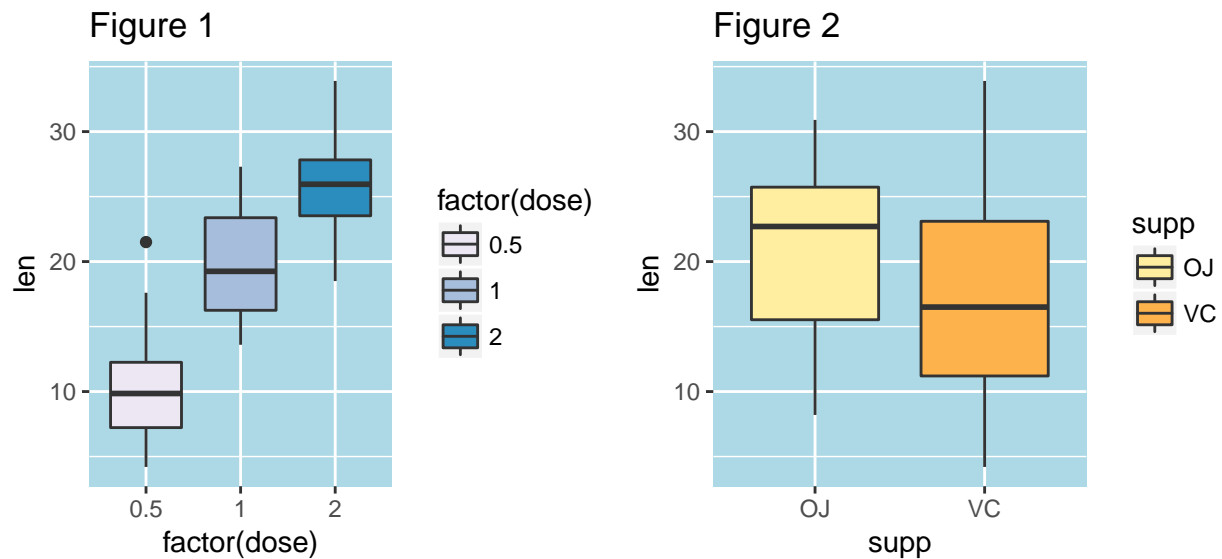 Figure 1
len
30
20
10
0.5
1
2
factor(dose)
factor(dose)
0.5
1
2
Figure 2
len
30
20
10
OJ
VC
supp
supp
OJ
VC